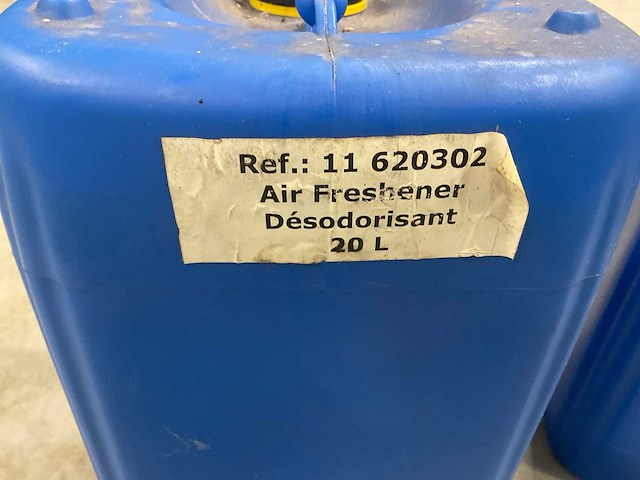 Ref.: 11 620302
Air Freshener
Désodorisant
20 L